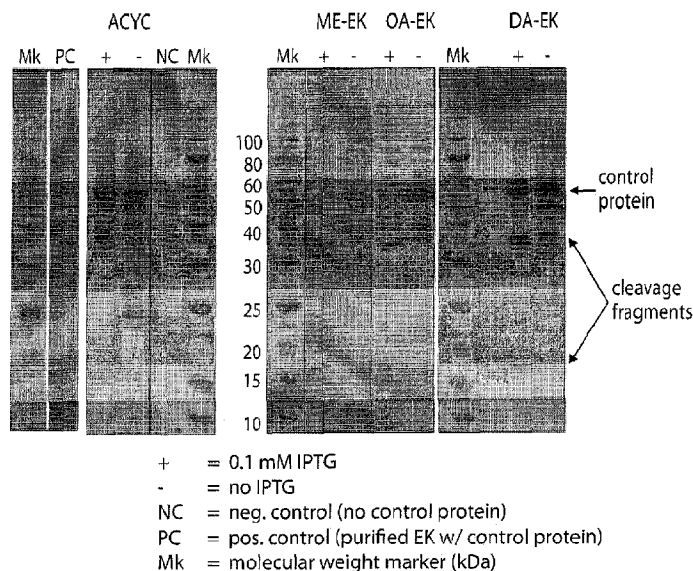 ACYC ME-EK OA-EK DA-EK
Mk PC + - NC Mk Mk + - + - Mk + -
100
80
60
50
40
30
25
20
15
10
control
protein
cleavage
fragments
+ = 0.1 mM IPTG
- = no IPTG
NC = neg. control (no control protein)
PC = pos. control (purified EK w/ control protein)
Mk = molecular weight marker (kDa)